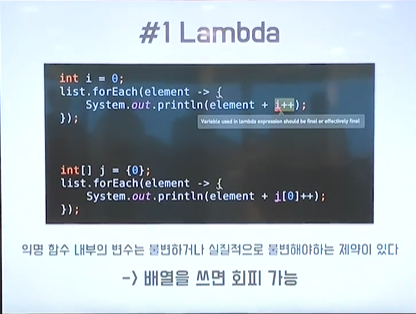 #1 Lambda
int i = 0;
list.forEach(element -> {
System.out.println(element + i++);
});
Variable used in lambda expression should be final or effectively final
int[] j = {0};
list.forEach(element -> {
System.out.println(element + j[0]++);
});
익명 함수 내부의 변수는 불변하거나 실질적으로 불변해야하는 제약이 있다
-> 배열을 쓰면 회피 가능